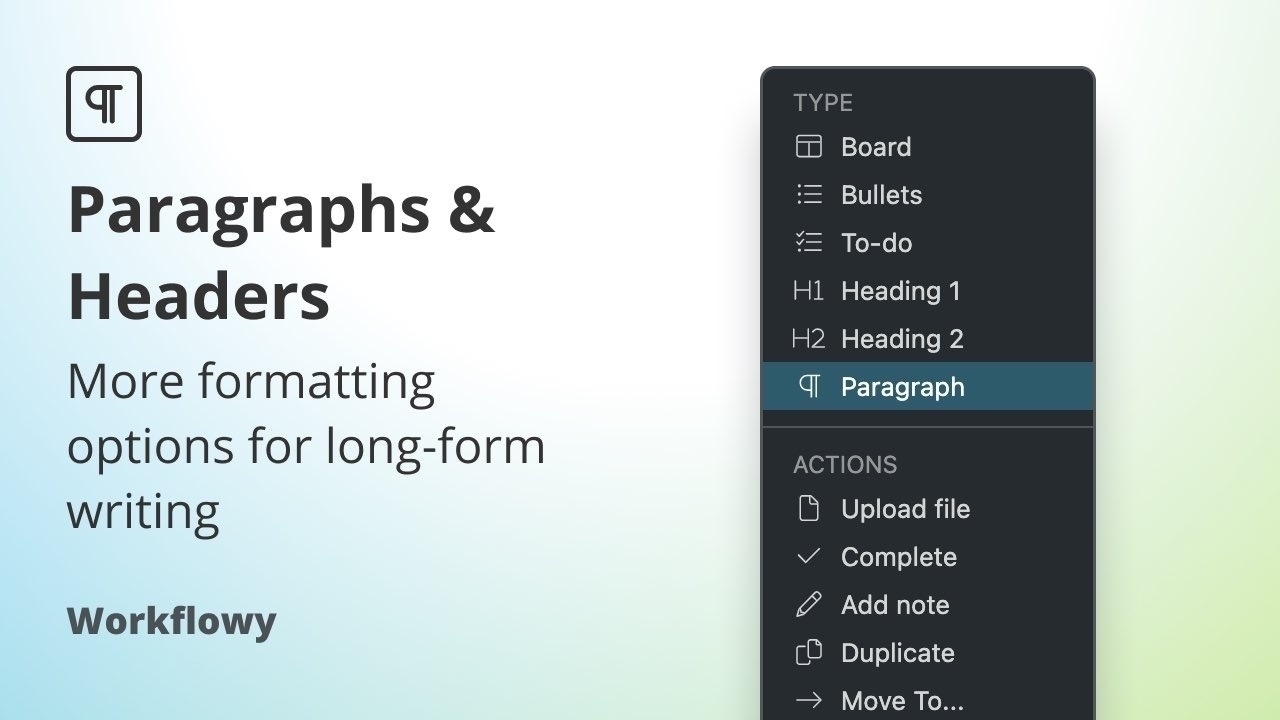 Paragraphs &
Headers
More formatting
options for long-form
writing
Workflowy
TYPE
Board
Bullets
To-do
H1 Heading 1
H2 Heading 2
¶ Paragraph
ACTIONS
Upload file
Complete
Add note
Duplicate
Move To...